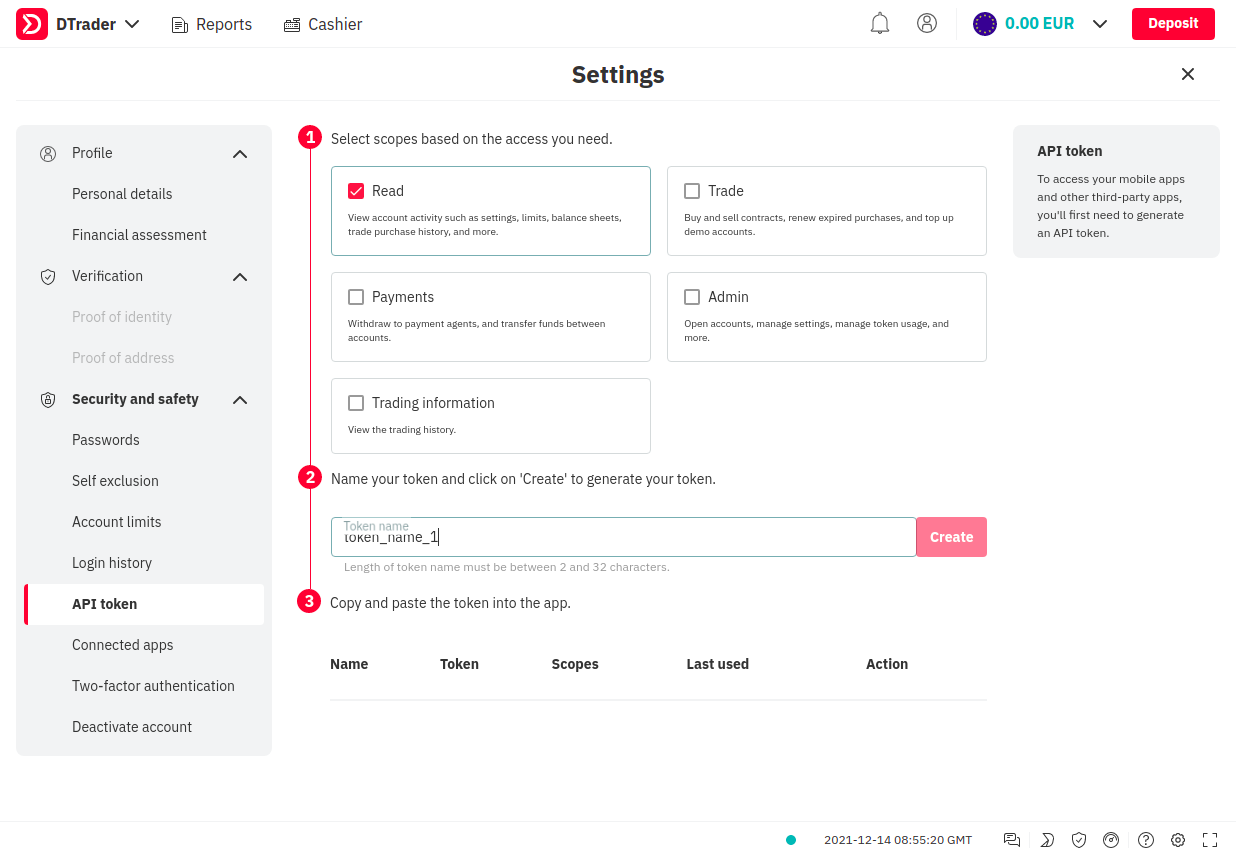 DTrader
Reports
Cashier
0.00 EUR
Deposit
Settings
Profile
Personal details
Financial assessment
Verification
Proof of identity
Proof of address
Security and safety
Passwords
Self exclusion
Account limits
Login history
API token
Connected apps
Two-factor authentication
Deactivate account
1
Select scopes based on the access you need.
Read
View account activity such as settings, limits, balance sheets,
trade purchase history, and more.
Trade
Buy and sell contracts, renew expired purchases, and top up
demo accounts.
Payments
Withdraw to payment agents, and transfer funds between
accounts.
Admin
Open accounts, manage settings, manage token usage, and
more.
Trading information
View the trading history.
2
Name your token and click on 'Create' to generate your token.
Token name
token_name_1
Create
Length of token name must be between 2 and 32 characters.
3
Copy and paste the token into the app.
Name Token Scopes Last used Action
API token
To access your mobile apps
and other third-party apps,
you'll first need to generate
an API token.
2021-12-14 08:55:20 GMT